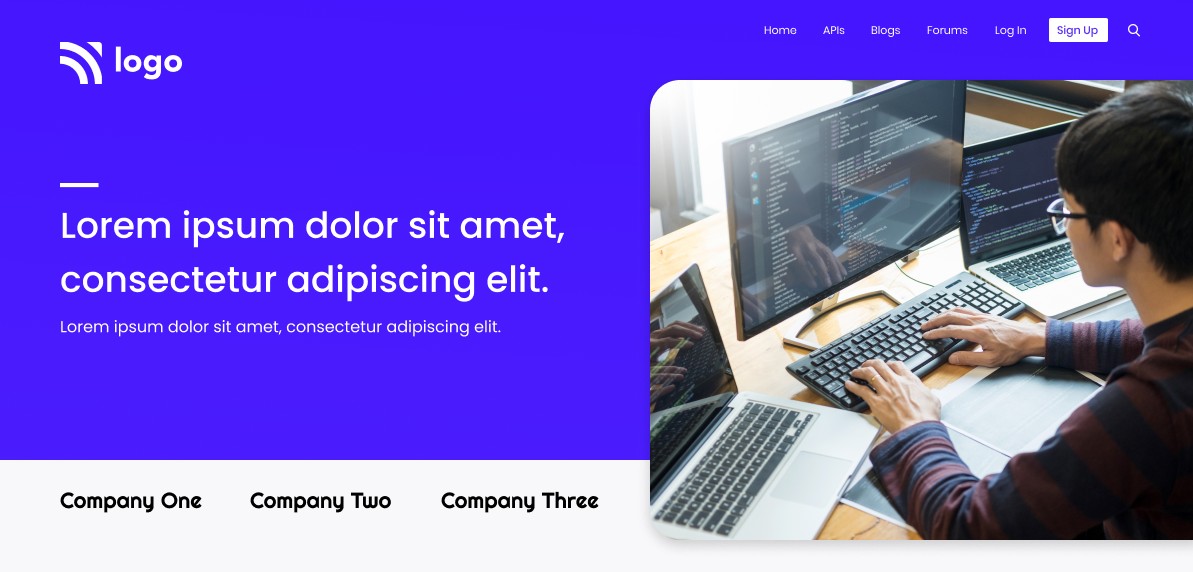 Home APIs Blogs Forums Log In Sign Up
logo
Lorem ipsum dolor sit amet,
consectetur adipiscing elit.
Lorem ipsum dolor sit amet, consectetur adipiscing elit.
Company One Company Two Company Three